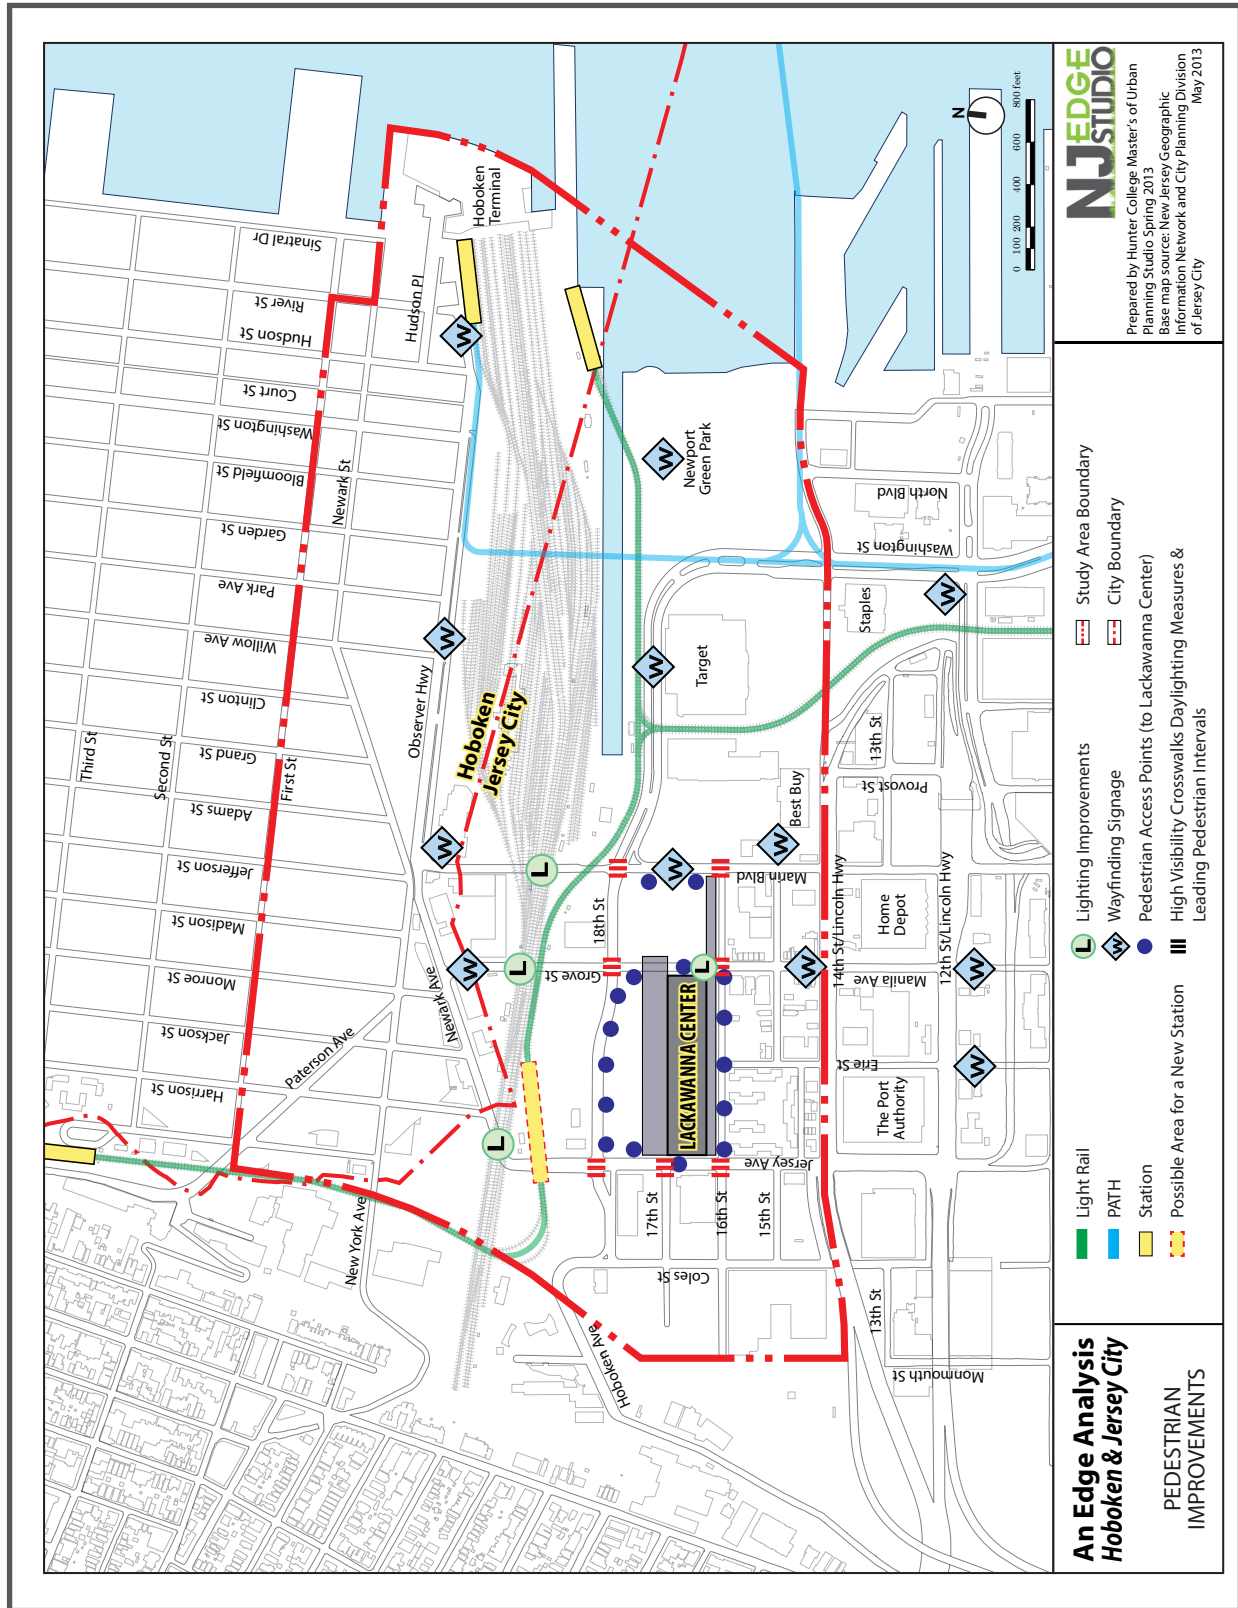 Third St
Second St
First St
Sinatral Dr
River St
Hudson St
Court St
Washington St
Bloomfield St
Garden St
Park Ave
Willow Ave
Clinton St
Grand St
Adams St
Jefferson St
Madison St
Monroe St
Jackson St
Harrison St
Paterson Ave
Newark St
Hudson Pl
Hoboken
Terminal
Observer Hwy
Newark Ave
New York Ave
Hoboken
Jersey City
W
W
W
W
W
W
W
W
W
W
W
W
L
L
L
L
Newport
Green Park
Target
Staples
Best Buy
North Blvd
Washington St
18th St
Grove St
Marin Blvd
LACKAWANNA CENTER
17th St
16th St
15th St
Jersey Ave
Coles St
Hoboken Ave
14th St/Lincoln Hwy
13th St
Provost St
Home
Depot
Manila Ave
12th St/Lincoln Hwy
Erie St
The Port
Authority
13th St
Monmouth St
N
0 100 200 400 600 800 feet
An Edge Analysis
Hoboken & Jersey City
PEDESTRIAN
IMPROVEMENTS
Light Rail
PATH
Station
Possible Area for a New Station
L Lighting Improvements
W Wayfinding Signage
Pedestrian Access Points (to Lackawanna Center)
High Visibility Crosswalks Daylighting Measures &
Leading Pedestrian Intervals
Study Area Boundary
City Boundary
NJ EDGE
STUDIO
Prepared by Hunter College Master's of Urban
Planning Studio Spring 2013
Base map source: New Jersey Geographic
Information Network and City Planning Division
of Jersey City
May 2013